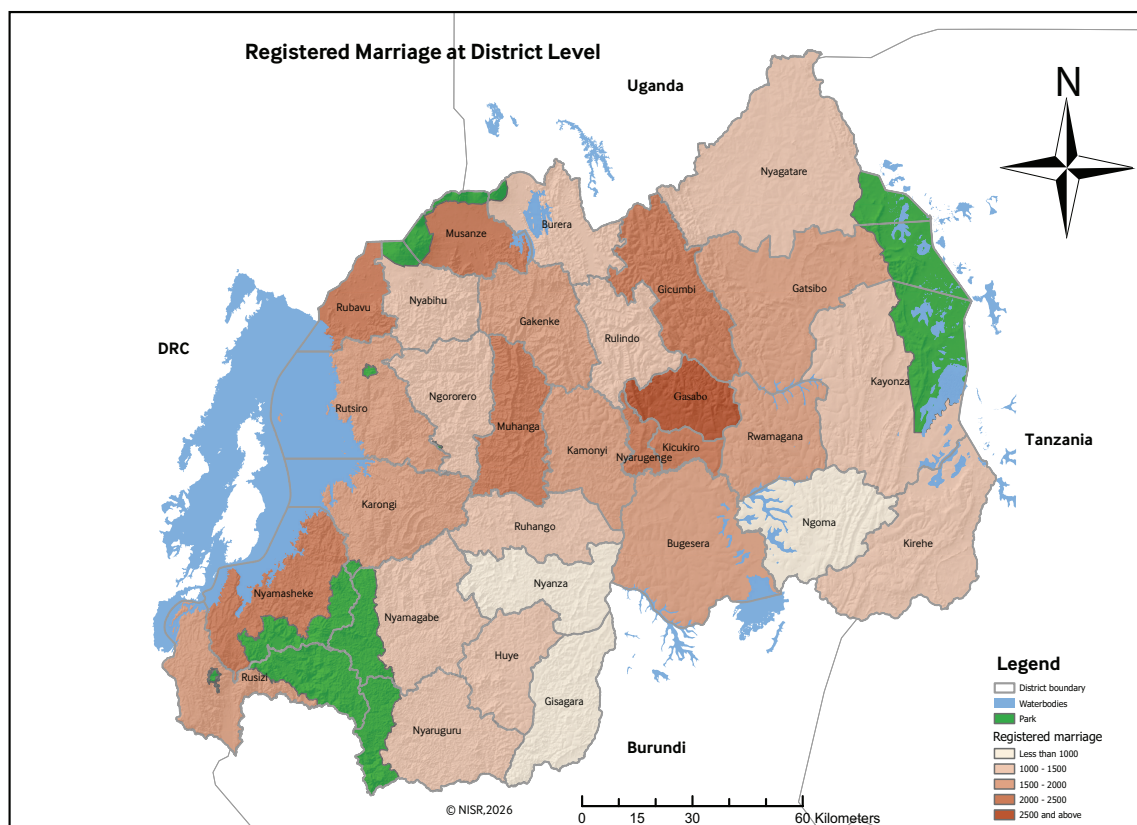 Registered Marriage at District Level
Uganda
N
Nyagatare
Burera
Musanze
Gatsibo
Gicumbi
Nyabihu
Rubavu
Gakenke
Rulindo
DRC
Kayonza
Ngororero
Gasabo
Rutsiro
Muhanga
Rwamagana
Tanzania
Kicukiro
Kamonyi
Nyarugenge
Karongi
Ngoma
Ruhango
Bugesera
Kirehe
Nyanza
Nyamasheke
Nyamagabe
Huye
Rusizi
Gisagara
Nyaruguru
Burundi
Legend
District boundary
Waterbodies
Park
Registered marriage
Less than 1000
1000 - 1500
1500 - 2000
2000 - 2500
2500 and above
© NISR,2026
0 15 30 60 Kilometers